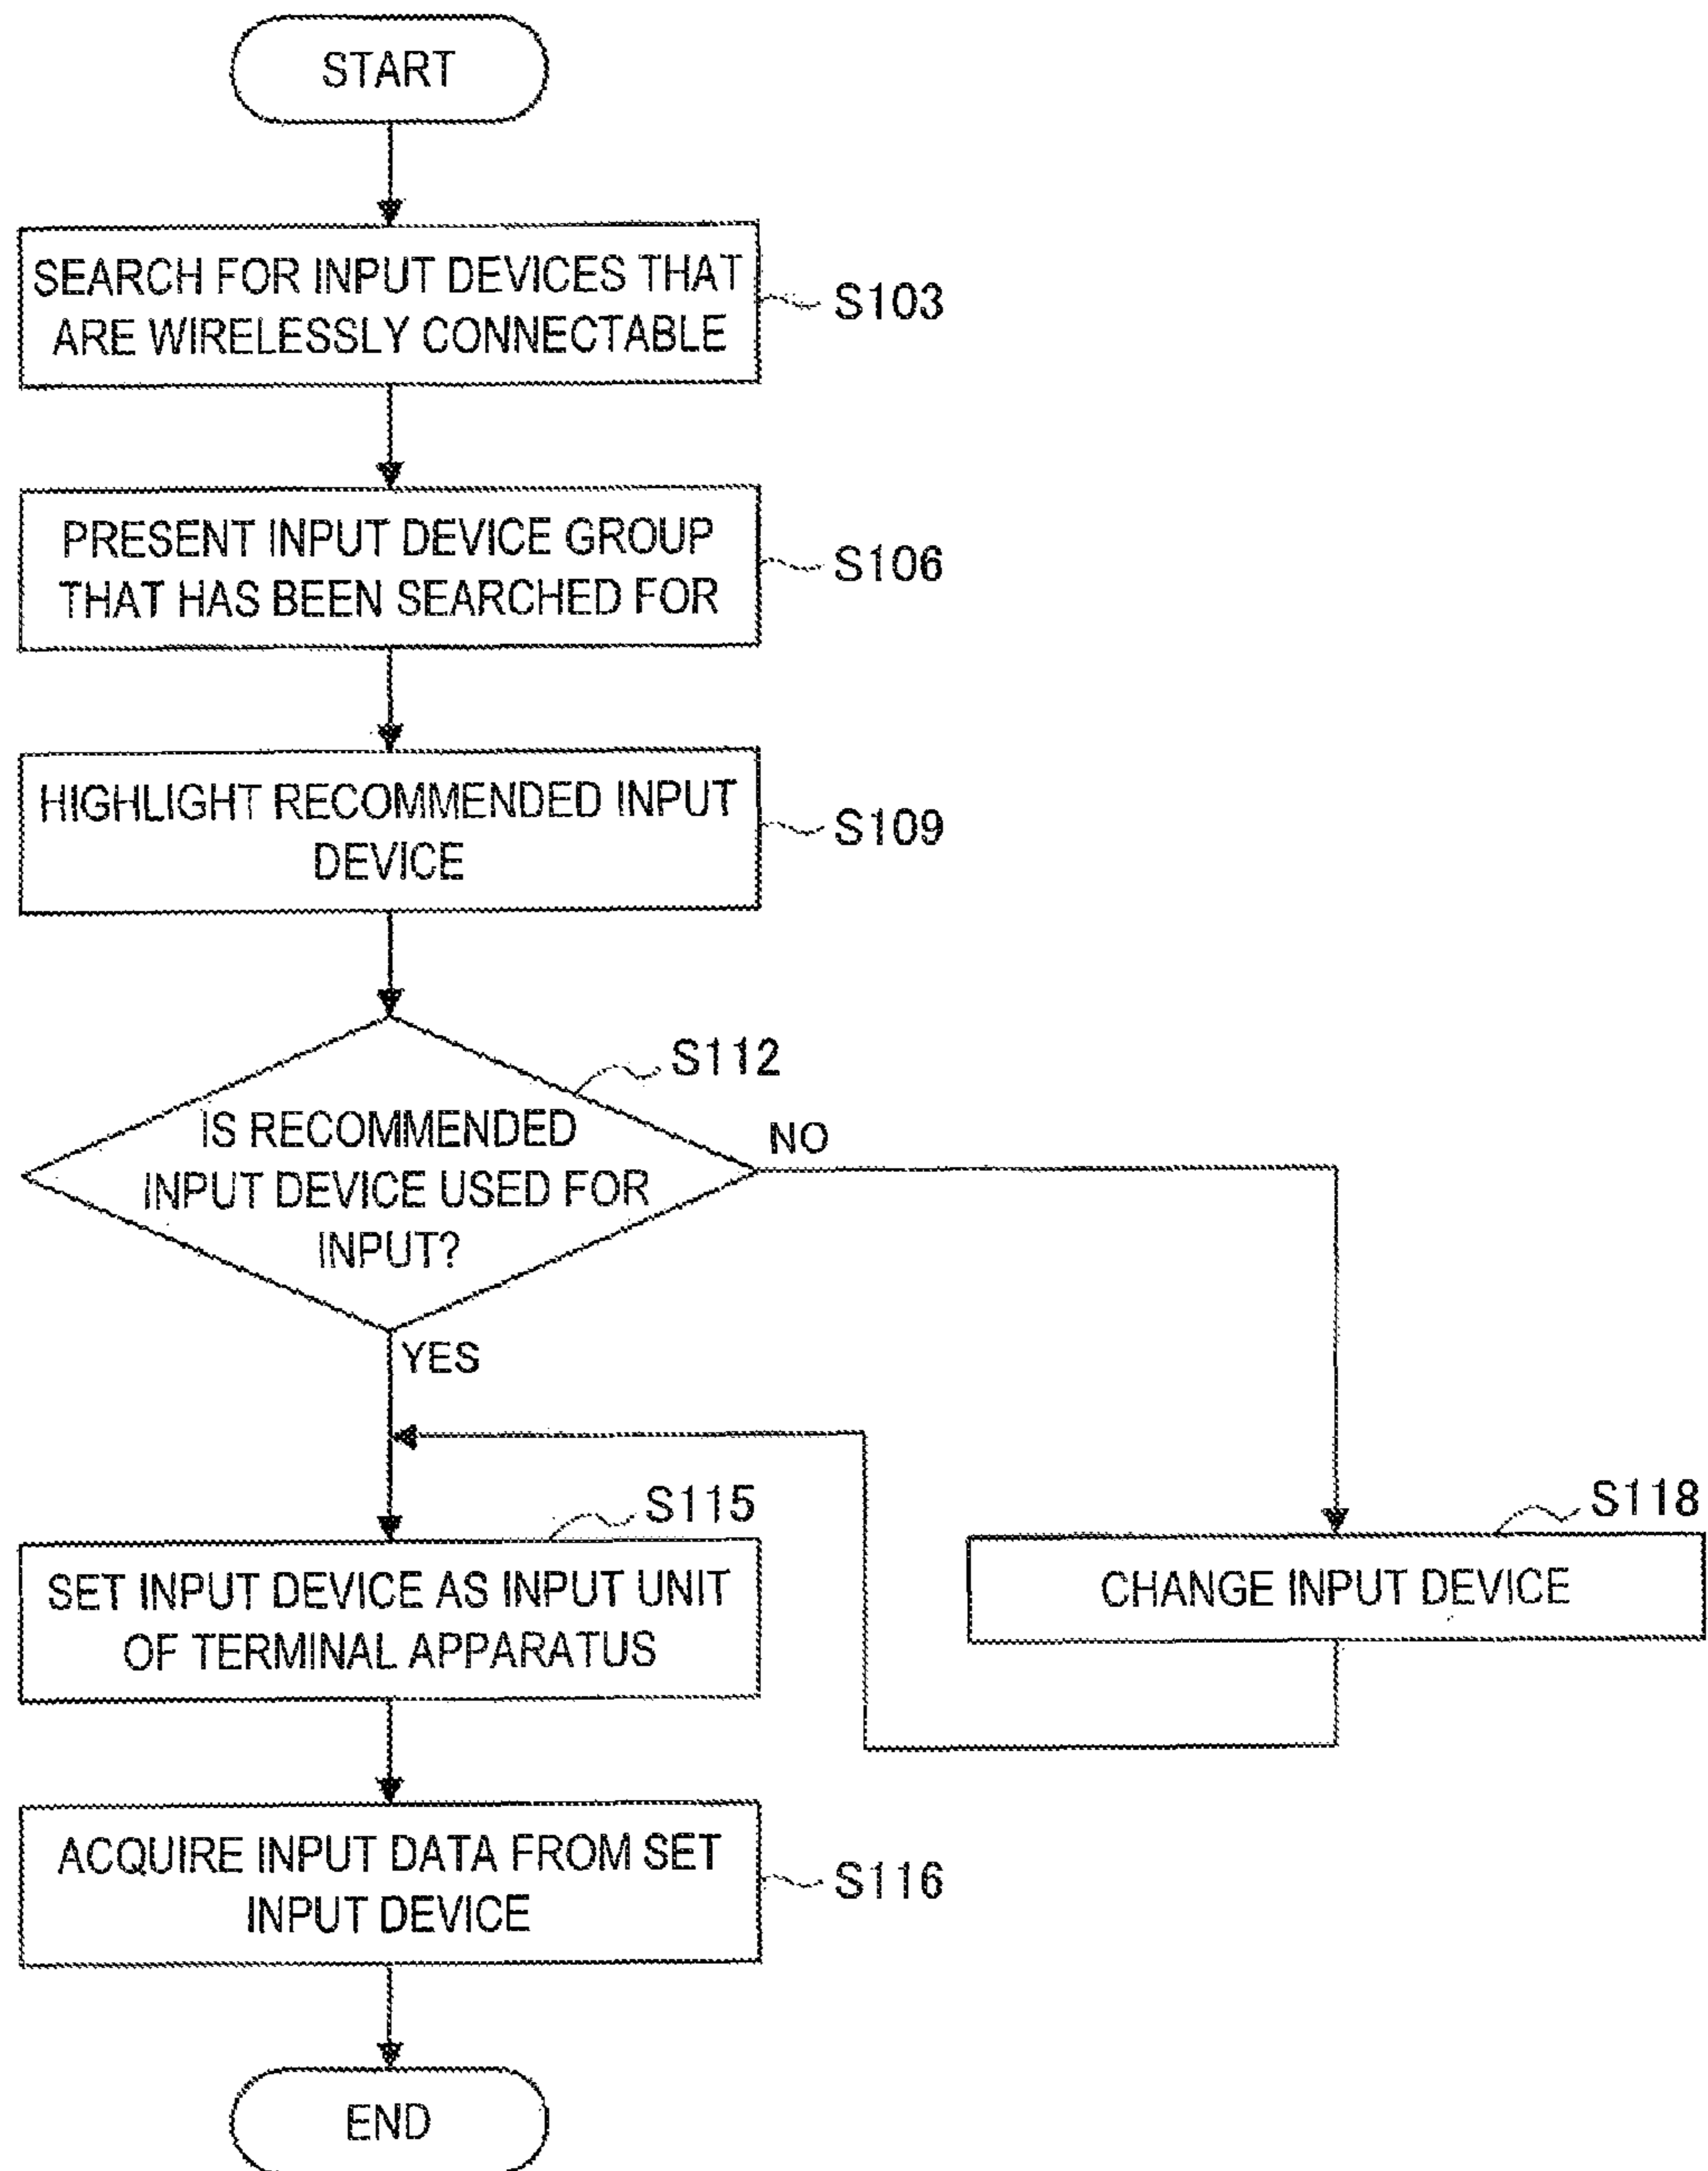 START
SEARCH FOR INPUT DEVICES THAT
ARE WIRELESSLY CONNECTABLE
S103
PRESENT INPUT DEVICE GROUP
THAT HAS BEEN SEARCHED FOR
S106
HIGHLIGHT RECOMMENDED INPUT
DEVICE
S109
S112
IS RECOMMENDED
INPUT DEVICE USED FOR
INPUT?
NO
YES
S115
SET INPUT DEVICE AS INPUT UNIT
OF TERMINAL APPARATUS
S118
CHANGE INPUT DEVICE
ACQUIRE INPUT DATA FROM SET
INPUT DEVICE
S116
END